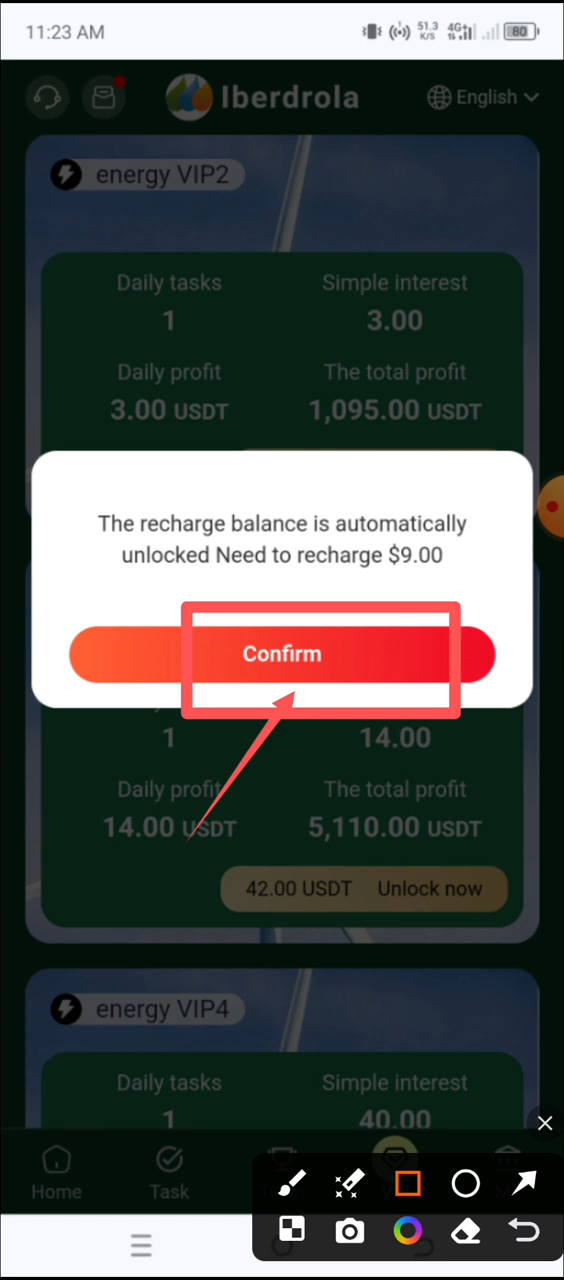 11:23 AM
51.3
K/S
4G+
80
Iberdrola
English
energy VIP2
Daily tasks
Simple interest
1
3.00
Daily profit
The total profit
3.00 USDT
1,095.00 USDT
The recharge balance is automatically
unlocked Need to recharge $9.00
Confirm
1
14.00
Daily profit
The total profit
14.00 USDT
5,110.00 USDT
42.00 USDT
Unlock now
energy VIP4
Daily tasks
Simple interest
1
40.00
Home
Task